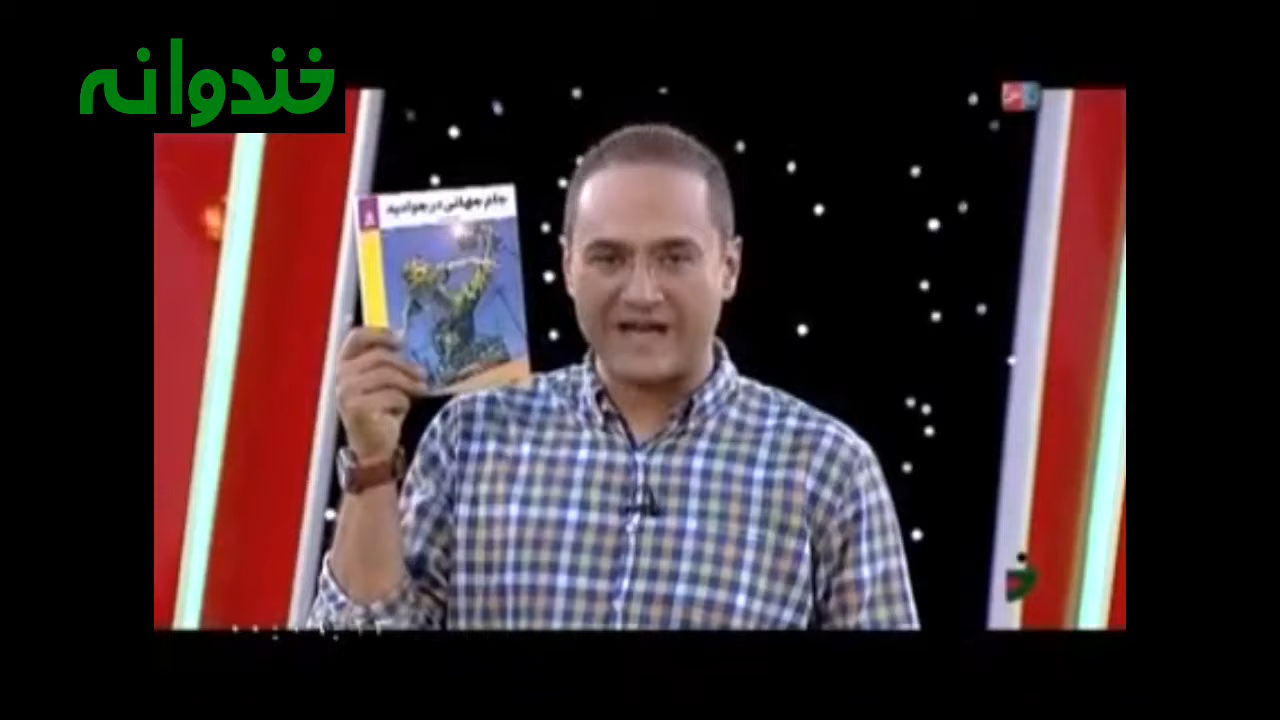 خندوانه
جام جهانی در جوادیه